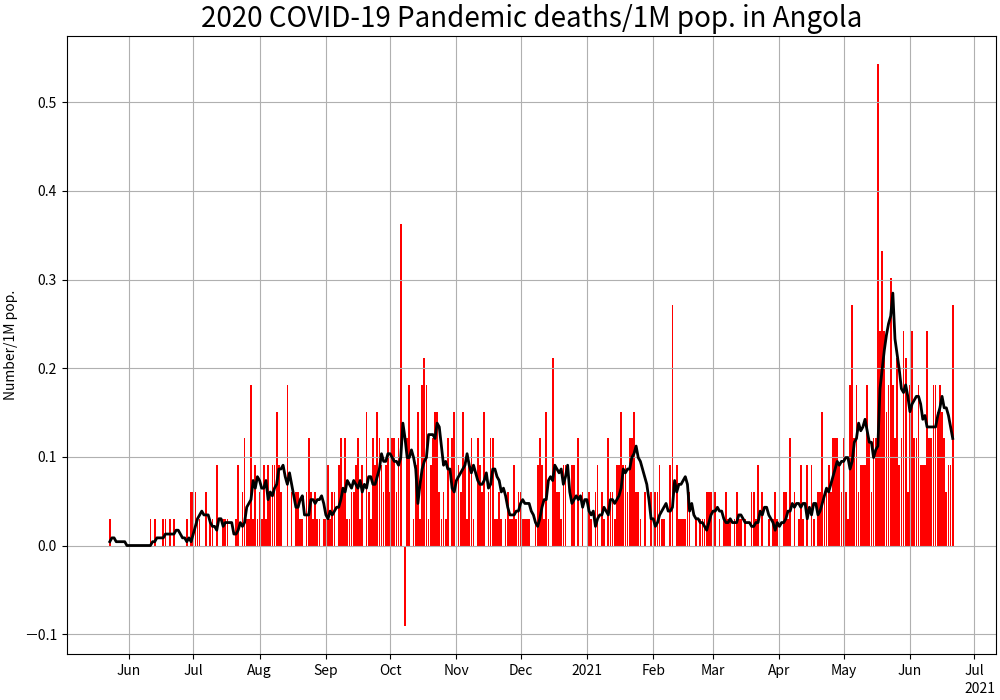 2020 COVID-19 Pandemic deaths/1M pop. in Angola
Number/1M pop.
0.5
0.4
0.3
0.2
0.1
0.0
−0.1
Jun Jul Aug Sep Oct Nov Dec 2021 Feb Mar Apr May Jun Jul
2021